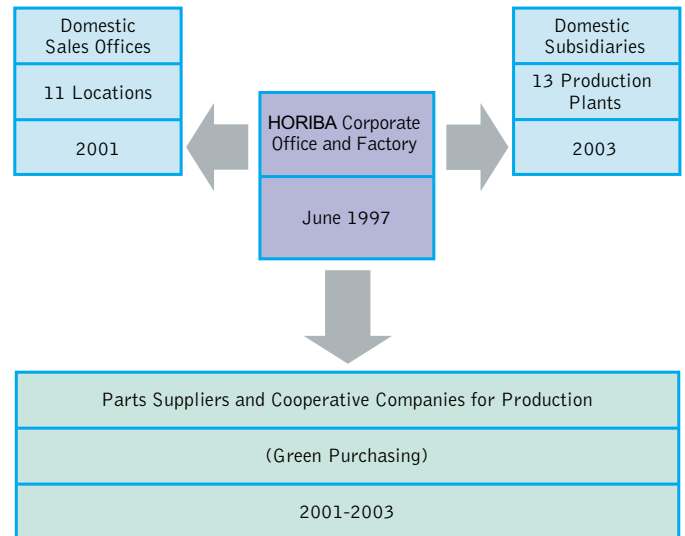 Domestic
Sales Offices
11 Locations
2001
HORIBA Corporate
Office and Factory
June 1997
Domestic
Subsidiaries
13 Production
Plants
2003
Parts Suppliers and Cooperative Companies for Production
(Green Purchasing)
2001-2003